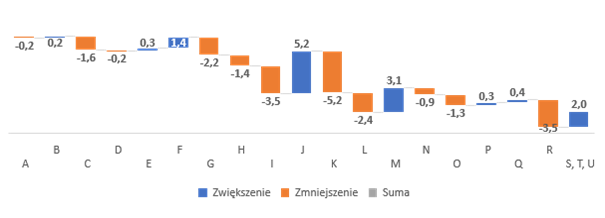 -0,2
0,2
-1,6
-0,2
0,3
1,4
-2,2
-1,4
-3,5
5,2
-5,2
-2,4
3,1
-0,9
-1,3
0,3
0,4
-3,5
2,0
A
B
C
D
E
F
G
H
I
J
K
L
M
N
O
P
Q
R
S, T, U
Zwiększenie Zmniejszenie Suma